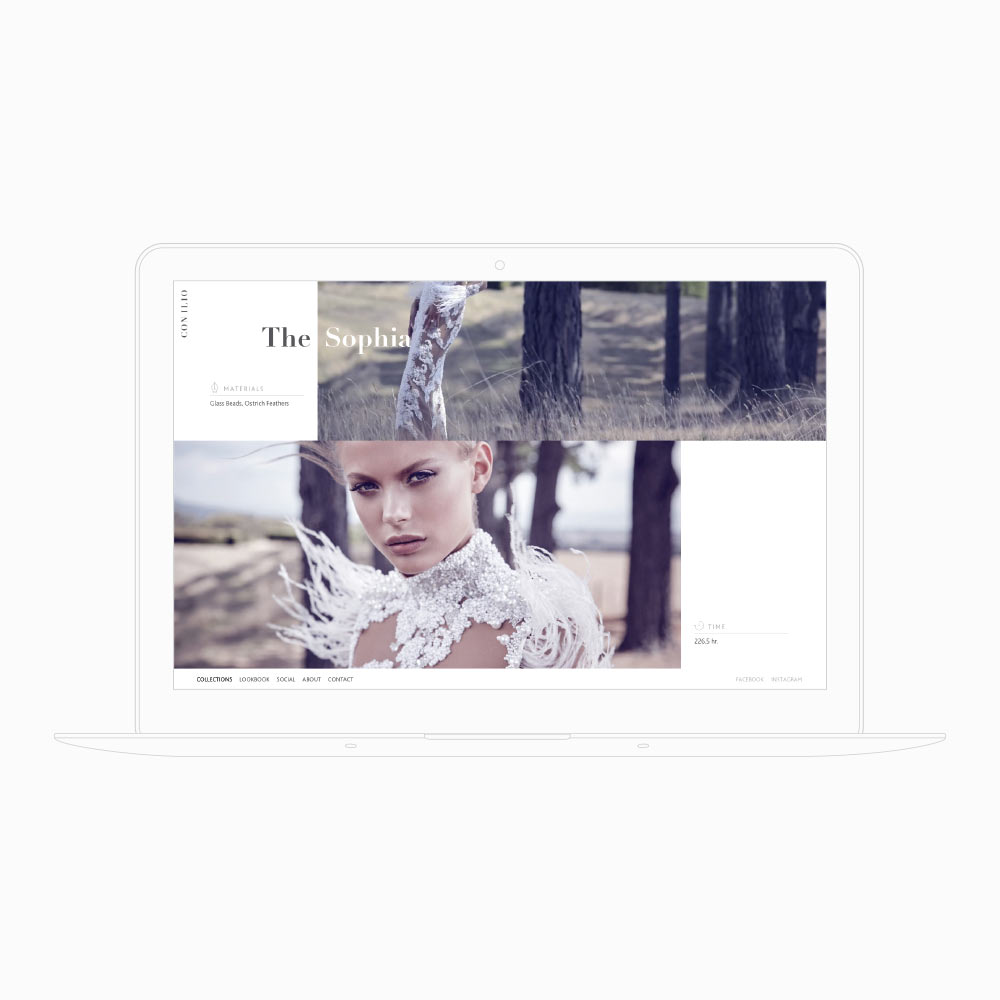 CON ILIO
The Sophia
MATERIALS
Glass Beads, Ostrich Feathers
TIME
226.5 hr.
COLLECTIONS LOOKBOOK SOCIAL ABOUT CONTACT
FACEBOOK INSTAGRAM